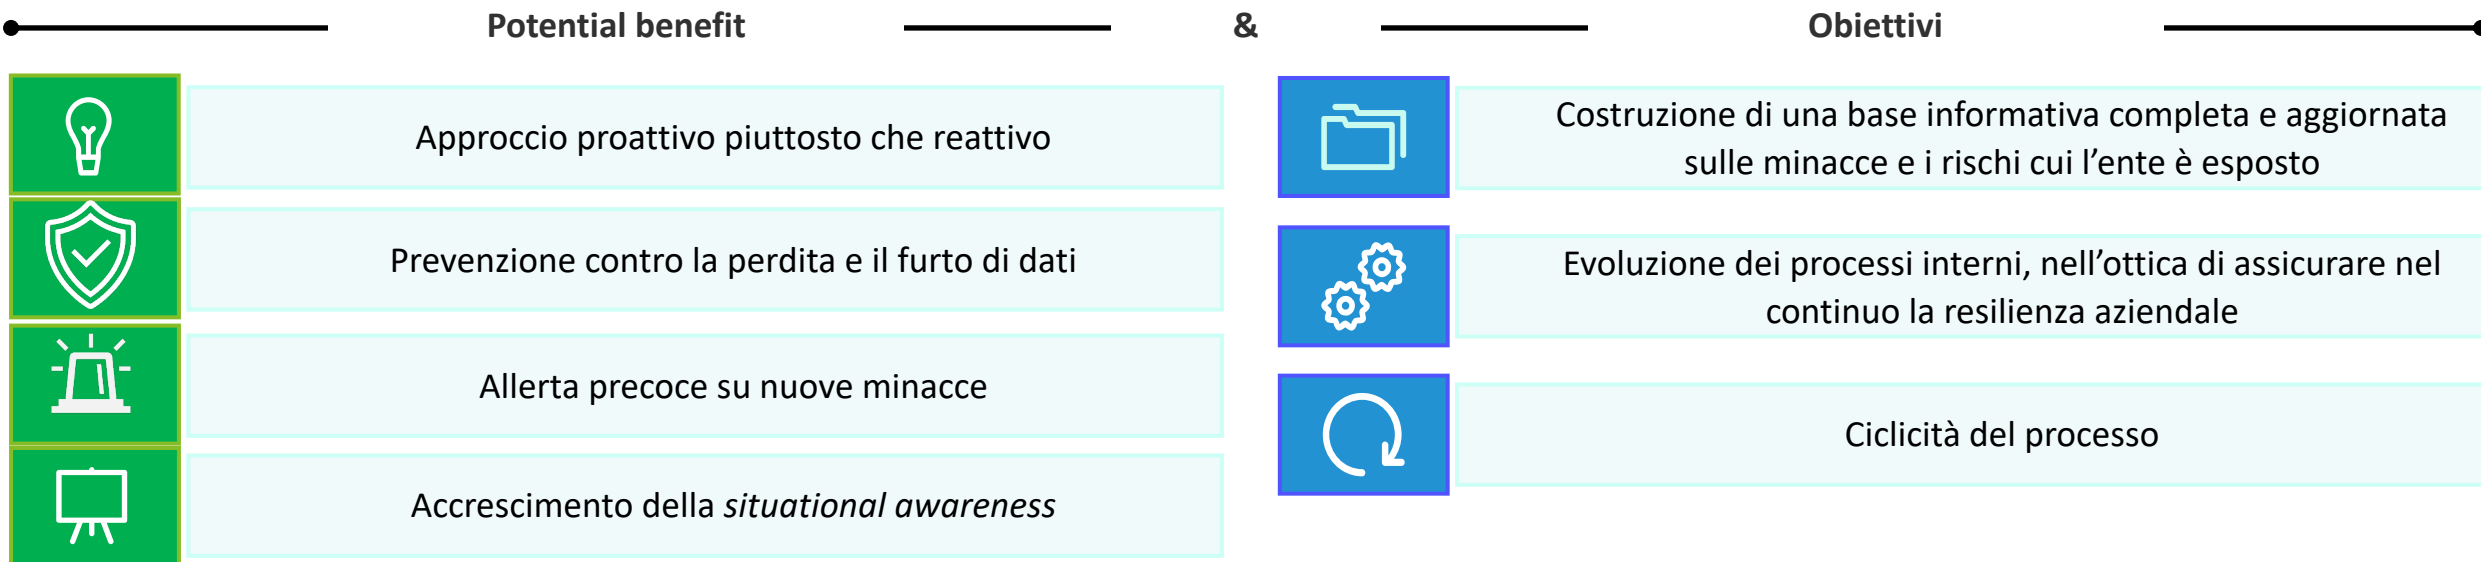 Potential benefit
&
Obiettivi
Approccio proattivo piuttosto che reattivo
Prevenzione contro la perdita e il furto di dati
Allerta precoce su nuove minacce
Accrescimento della situational awareness
Costruzione di una base informativa completa e aggiornata
sulle minacce e i rischi cui l’ente è esposto
Evoluzione dei processi interni, nell’ottica di assicurare nel
continuo la resilienza aziendale
Ciclicità del processo